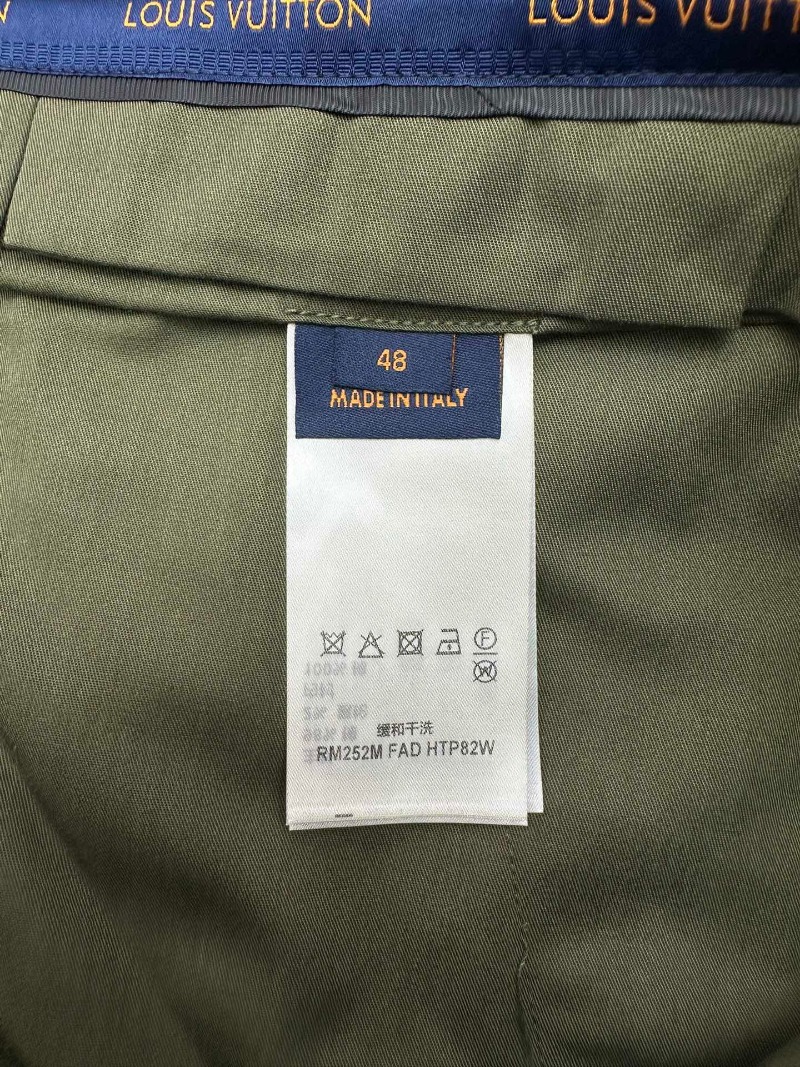 LOUIS VUITTON LOUIS VUITT
48
MADE IN ITALY
F
W
缓和干洗
RM252M FAD HTP82W